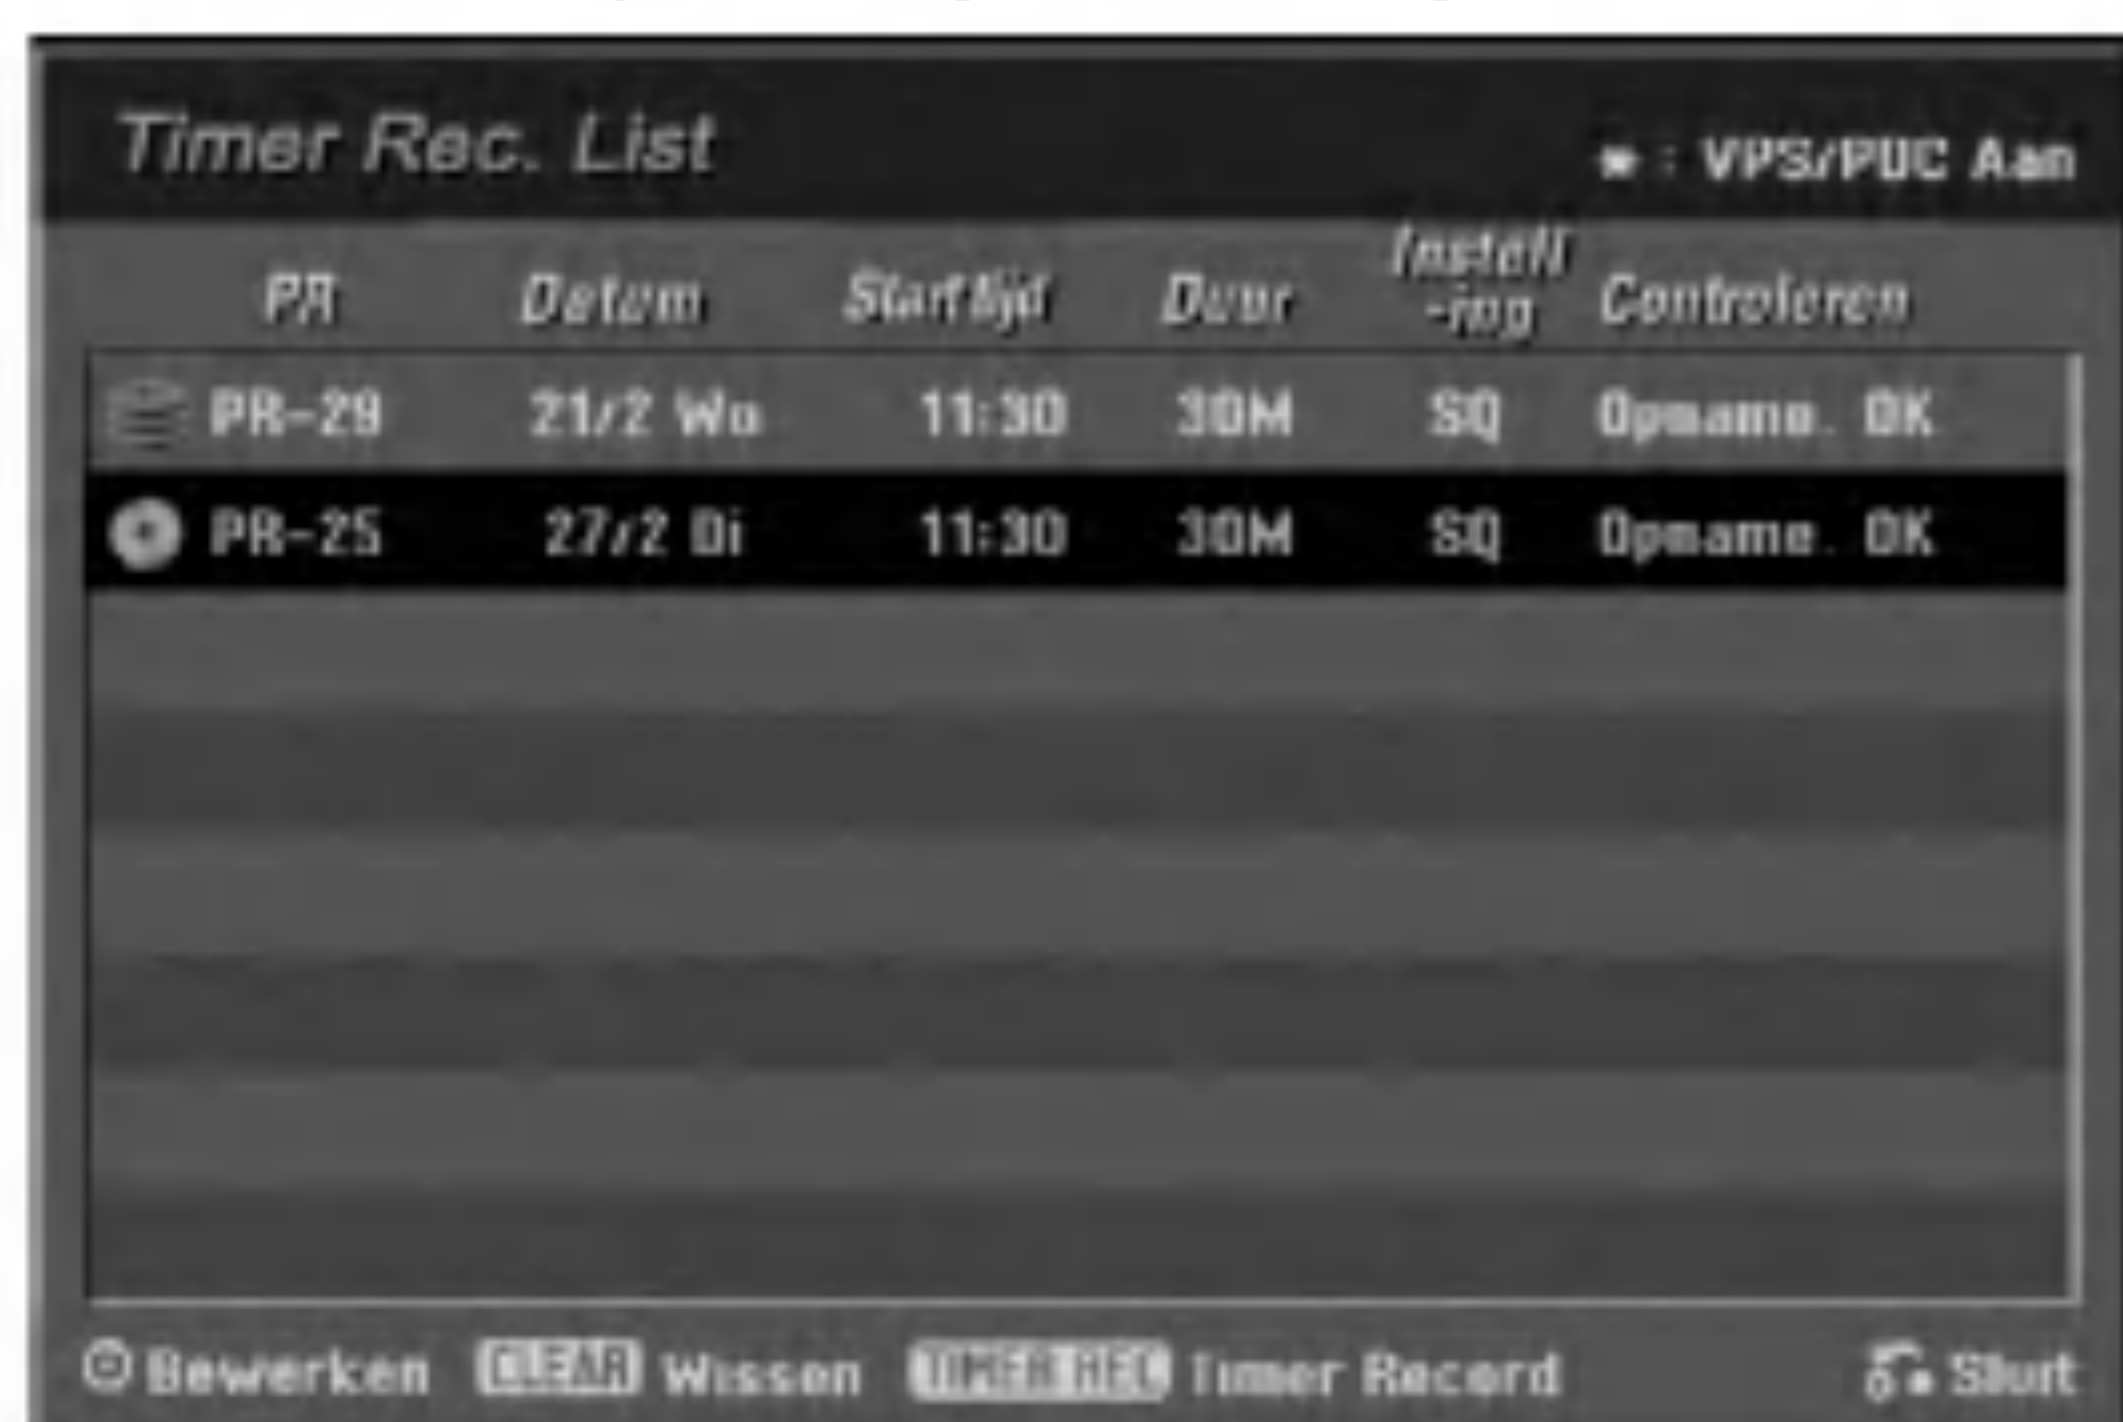 Timer Rec. List
★ : VPS/PDC Aan
PR Datum Start tijd Duur Instell-ing Controleren
PR-29 21/2 Wo 11:30 30M SQ Opname. OK
PR-25 27/2 Di 11:30 30M SQ Opname. OK
Bewerken CLEAR Wissen TIMER REC Timer Record Sluit